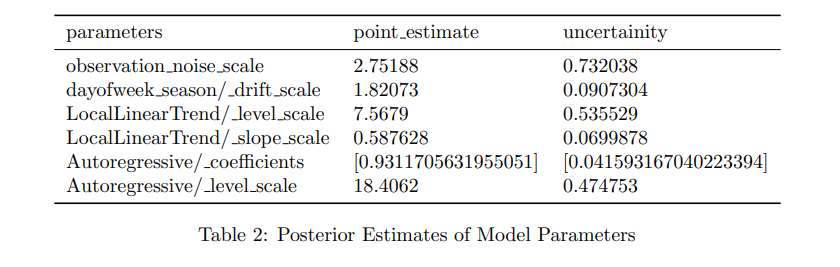 parameters point_estimate uncertainity
observation_noise_scale 2.75188 0.732038
dayofweek_season/_drift_scale 1.82073 0.0907304
LocalLinearTrend/_level_scale 7.5679 0.535529
LocalLinearTrend/_slope_scale 0.587628 0.0699878
Autoregressive/_coefficients [0.9311705631955051] [0.041593167040223394]
Autoregressive/_level_scale 18.4062 0.474753
Table 2: Posterior Estimates of Model Parameters